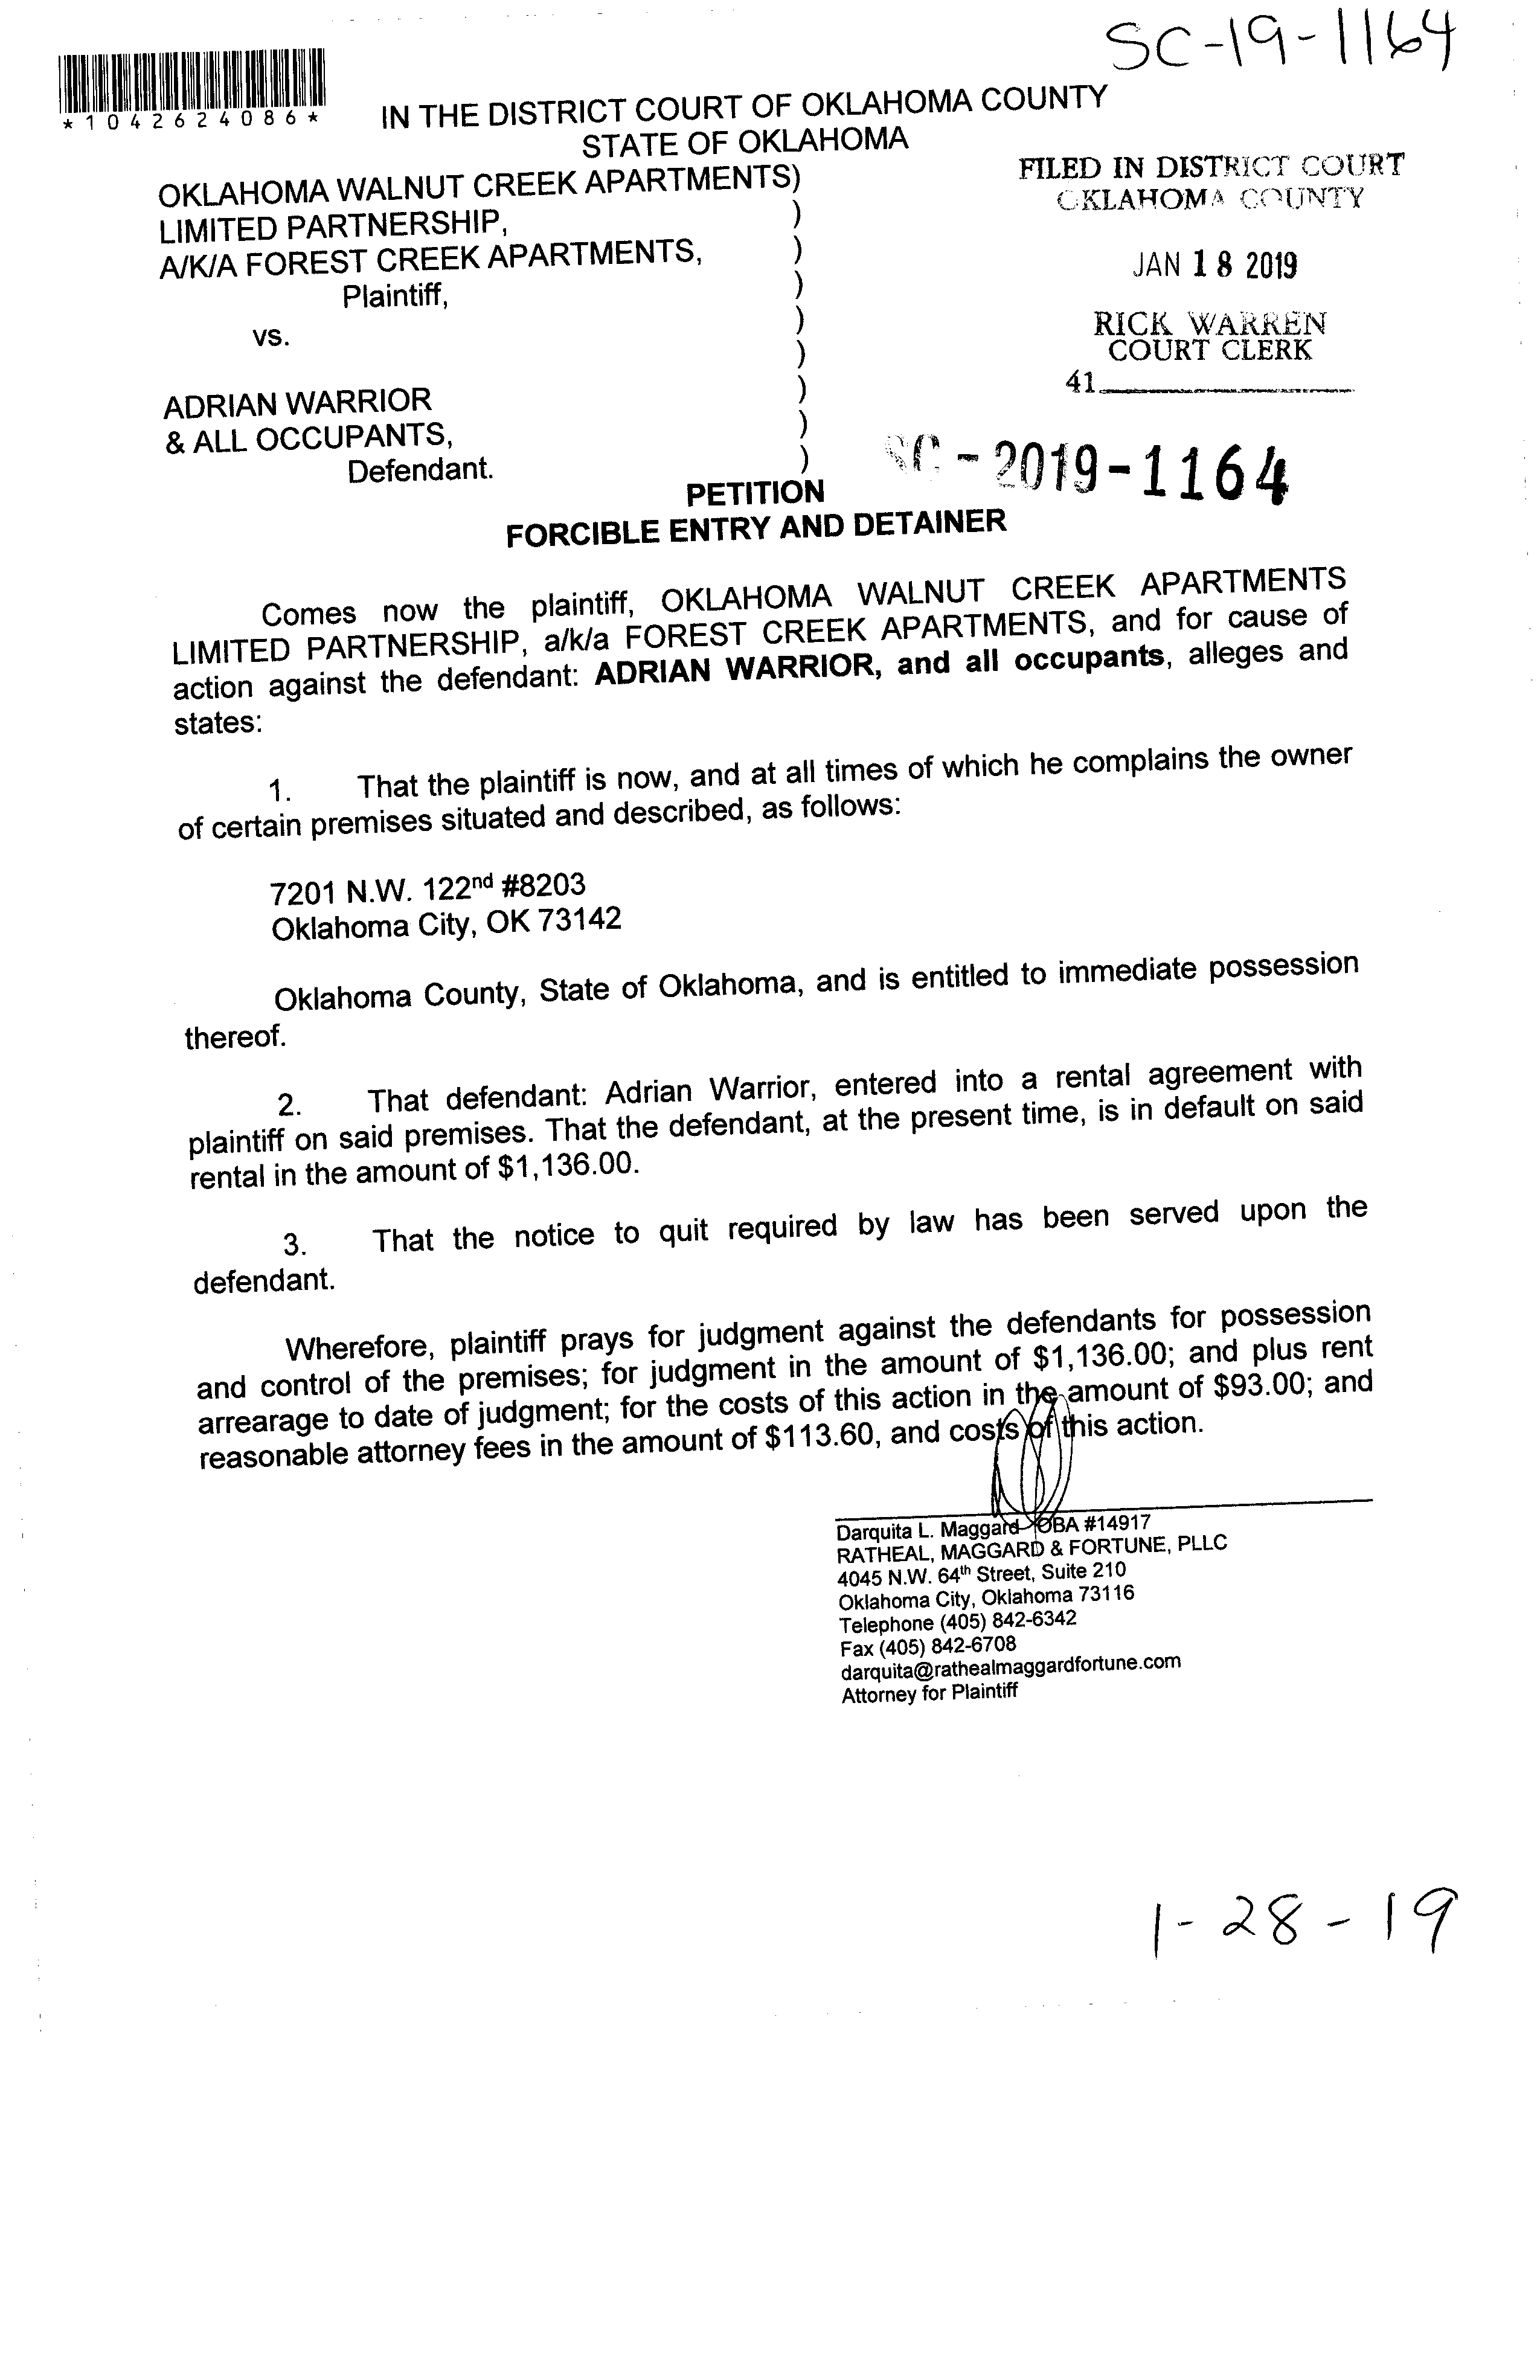 SC-19-1164
*1042624086*
IN THE DISTRICT COURT OF OKLAHOMA COUNTY
STATE OF OKLAHOMA
OKLAHOMA WALNUT CREEK APARTMENTS)
LIMITED PARTNERSHIP, )
A/K/A FOREST CREEK APARTMENTS, )
Plaintiff, )
vs. )
)
ADRIAN WARRIOR )
& ALL OCCUPANTS, )
Defendant. )
FILED IN DISTRICT COURT
OKLAHOMA COUNTY
JAN 18 2019
RICK WARREN
COURT CLERK
41
SC-2019-1164
PETITION
FORCIBLE ENTRY AND DETAINER
Comes now the plaintiff, OKLAHOMA WALNUT CREEK APARTMENTS
LIMITED PARTNERSHIP, a/k/a FOREST CREEK APARTMENTS, and for cause of
action against the defendant: ADRIAN WARRIOR, and all occupants, alleges and
states:
1. That the plaintiff is now, and at all times of which he complains the owner
of certain premises situated and described, as follows:
7201 N.W. 122nd #8203
Oklahoma City, OK 73142
Oklahoma County, State of Oklahoma, and is entitled to immediate possession
thereof.
2. That defendant: Adrian Warrior, entered into a rental agreement with
plaintiff on said premises. That the defendant, at the present time, is in default on said
rental in the amount of $1,136.00.
3. That the notice to quit required by law has been served upon the
defendant.
Wherefore, plaintiff prays for judgment against the defendants for possession
and control of the premises; for judgment in the amount of $1,136.00; and plus rent
arrearage to date of judgment; for the costs of this action in the amount of $93.00; and
reasonable attorney fees in the amount of $113.60, and costs of this action.
Darquita L. Maggard OBA #14917
RATHEAL, MAGGARD & FORTUNE, PLLC
4045 N.W. 64th Street, Suite 210
Oklahoma City, Oklahoma 73116
Telephone (405) 842-6342
Fax (405) 842-6708
darquita@rathealmaggardfortune.com
Attorney for Plaintiff
1-28-19